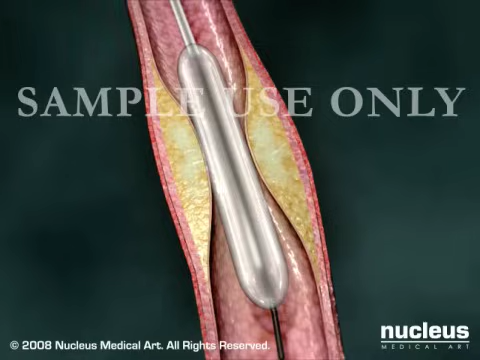 SAMPLE USE ONLY
© 2008 Nucleus Medical Art. All Rights Reserved.
nucleus
MEDICAL ART